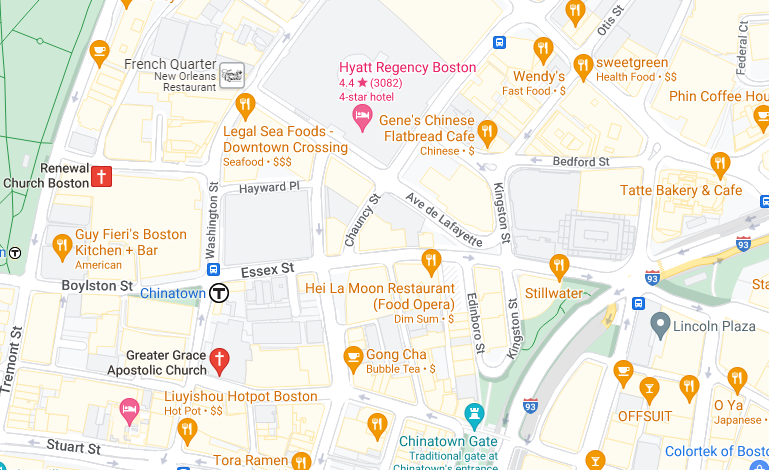 Otis St
Federal Ct
French Quarter
New Orleans
Restaurant
Hyatt Regency Boston
4.4 ★ (3082)
4-star hotel
Wendy's
Fast Food • $
sweetgreen
Health Food • $$
Phin Coffee Hou
Legal Sea Foods -
Downtown Crossing
Seafood • $$$
Gene's Chinese
Flatbread Cafe
Chinese • $
Bedford St
Renewal
Church Boston
Hayward Pl
Washington St
Chauncy St
Ave de Lafayette
Kingston St
Tatte Bakery & Cafe
Guy Fieri's Boston
Kitchen + Bar
American
n
T
93
93
Essex St
Boylston St
Chinatown
T
Hei La Moon Restaurant
(Food Opera)
Dim Sum • $
Stillwater
Sta
Edinboro St
Kingston St
Lincoln Plaza
Tremont St
Greater Grace
Apostolic Church
Gong Cha
Bubble Tea • $
Liuyishou Hotpot Boston
Hot Pot • $$
93
OFFSUIT
O Ya
Japanese •
Stuart St
Tora Ramen
Chinatown Gate
Traditional gate at
Chinatown's entrance
Colortek of Bosto